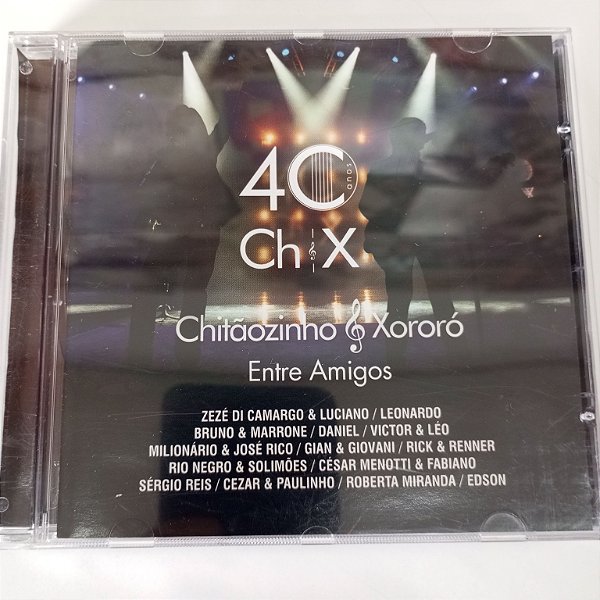 40 anos
Ch X
Chitãozinho & Xororó
Entre Amigos
ZEZÉ DI CAMARGO & LUCIANO / LEONARDO
BRUNO & MARRONE / DANIEL / VICTOR & LÉO
MILIONÁRIO & JOSÉ RICO / GIAN & GIOVANI / RICK & RENNER
RIO NEGRO & SOLIMÕES / CÉSAR MENOTTI & FABIANO
SÉRGIO REIS / CEZAR & PAULINHO / ROBERTA MIRANDA / EDSON